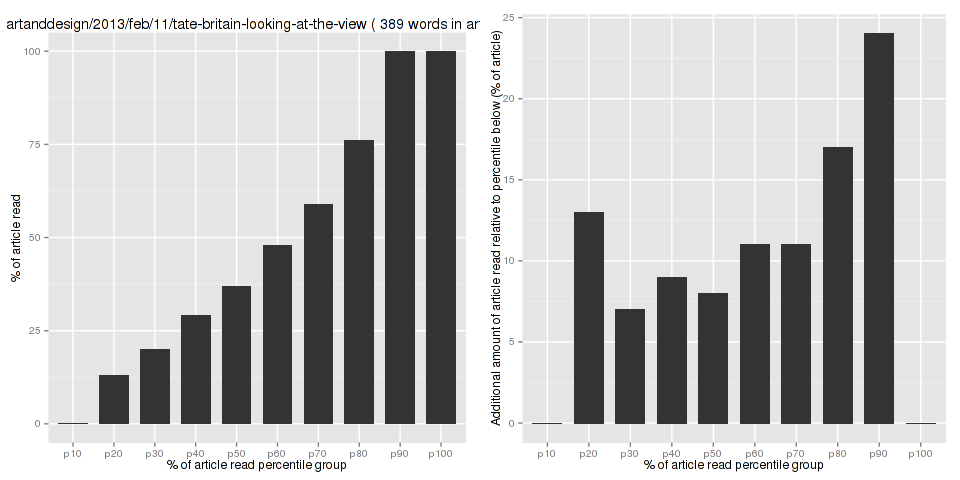 artanddesign/2013/feb/11/tate-britain-looking-at-the-view ( 389 words in ar
100
75
50
25
0
% of article read
p10 p20 p30 p40 p50 p60 p70 p80 p90 p100
% of article read percentile group
25
20
15
10
5
0
Additional amount of article read relative to percentile below (% of article)
p10 p20 p30 p40 p50 p60 p70 p80 p90 p100
% of article read percentile group